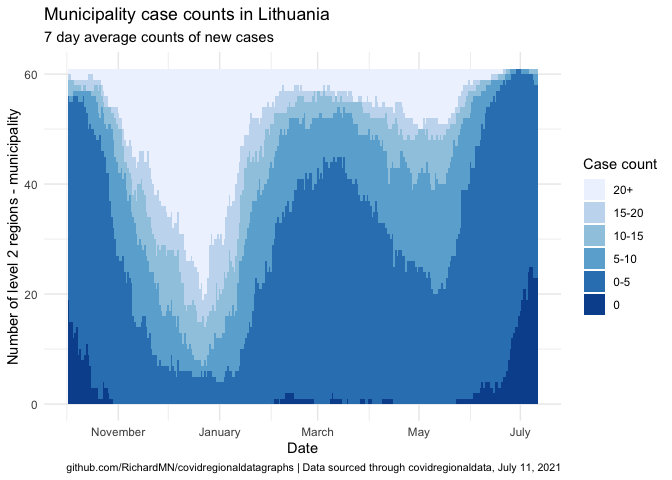 Municipality case counts in Lithuania
7 day average counts of new cases
Number of level 2 regions - municipality
60
40
20
0
November January March May July
Date
Case count
20+
15-20
10-15
5-10
0-5
0
github.com/RichardMN/covidregionaldatagraphs | Data sourced through covidregionaldata, July 11, 2021